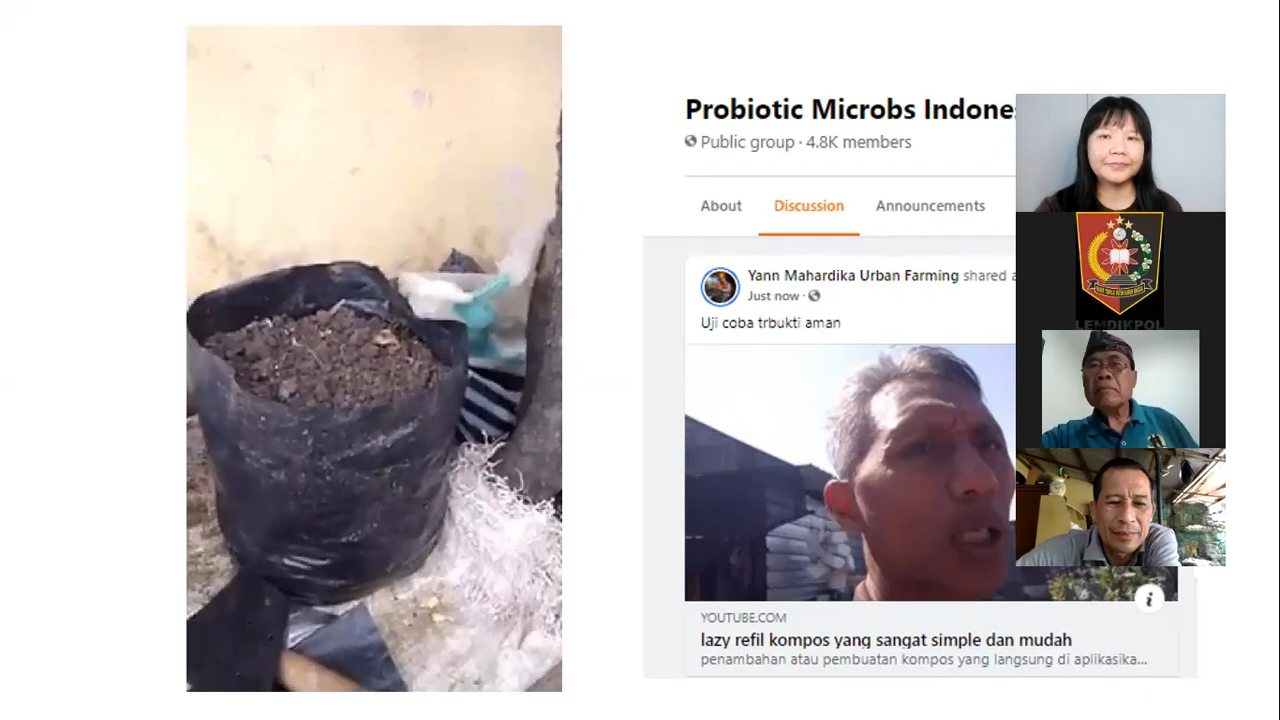 Probiotic Microbs Indone
Public group · 4.8K members
About
Discussion
Announcements
Yann Mahardika Urban Farming shared a
Just now ·
Uji coba trbukti aman
YOUTUBE.COM
lazy refil kompos yang sangat simple dan mudah
penambahan atau pembuatan kompos yang langsung di aplikasika...
LEMDIKPOL